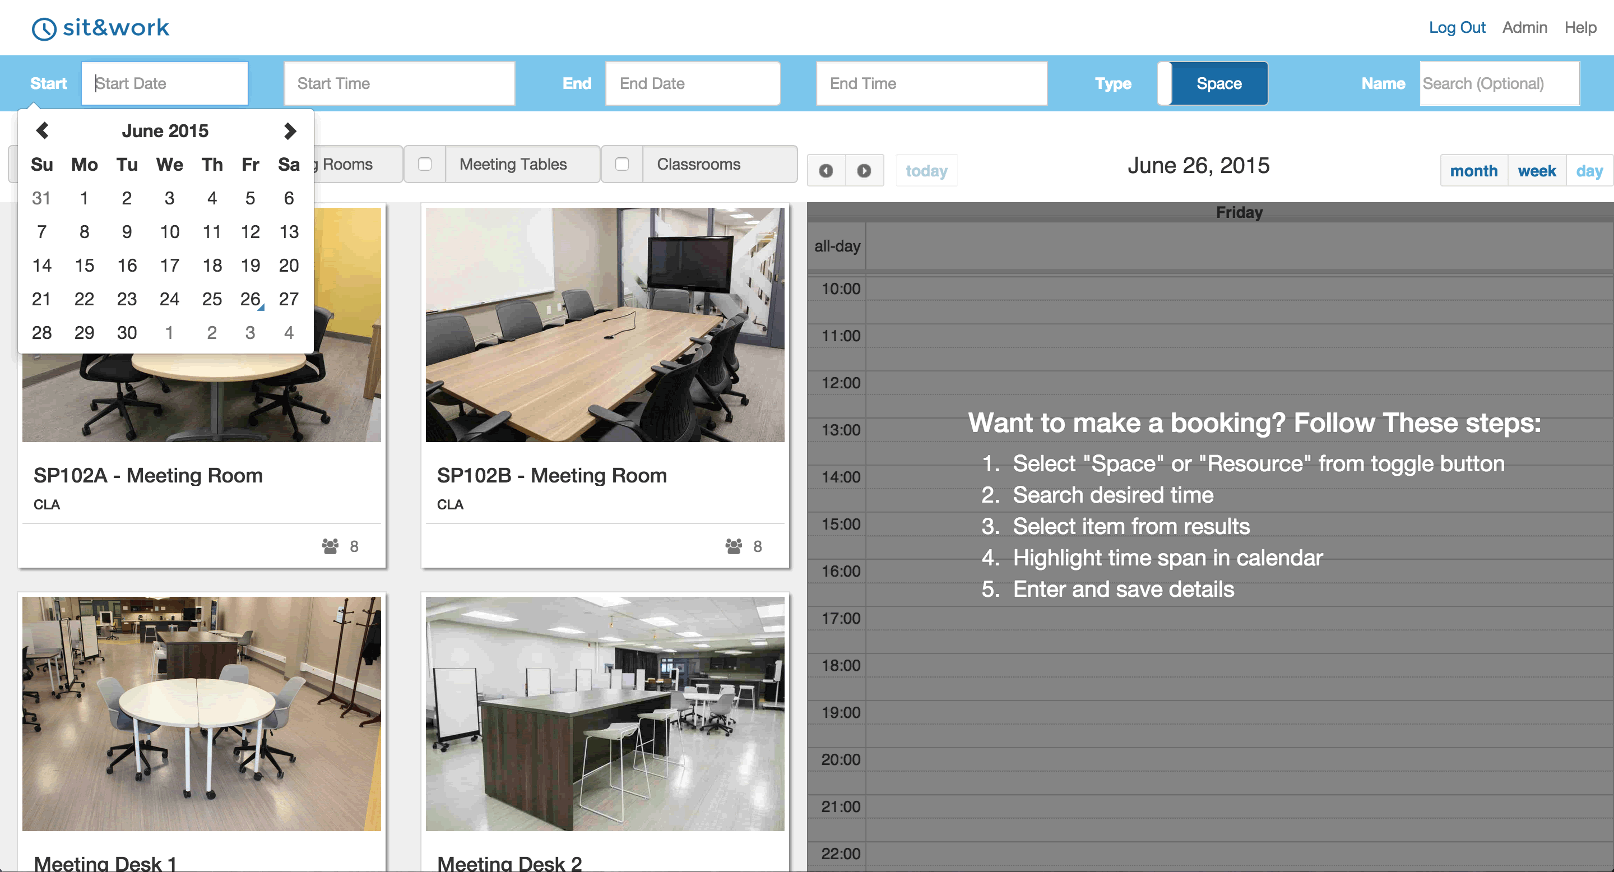 sit&work
Log Out Admin Help
Start Start Date Start Time End End Date End Time Type Space Name Search (Optional)
June 2015
Su Mo Tu We Th Fr Sa
31 1 2 3 4 5 6
7 8 9 10 11 12 13
14 15 16 17 18 19 20
21 22 23 24 25 26 27
28 29 30 1 2 3 4
Rooms Meeting Tables Classrooms
SP102A - Meeting Room
CLA
8
SP102B - Meeting Room
CLA
8
Meeting Desk 1
Meeting Desk 2
today June 26, 2015 month week day
Friday
all-day
10:00
11:00
12:00
13:00
14:00
15:00
16:00
17:00
18:00
19:00
20:00
21:00
22:00
Want to make a booking? Follow These steps:
1. Select "Space" or "Resource" from toggle button
2. Search desired time
3. Select item from results
4. Highlight time span in calendar
5. Enter and save details